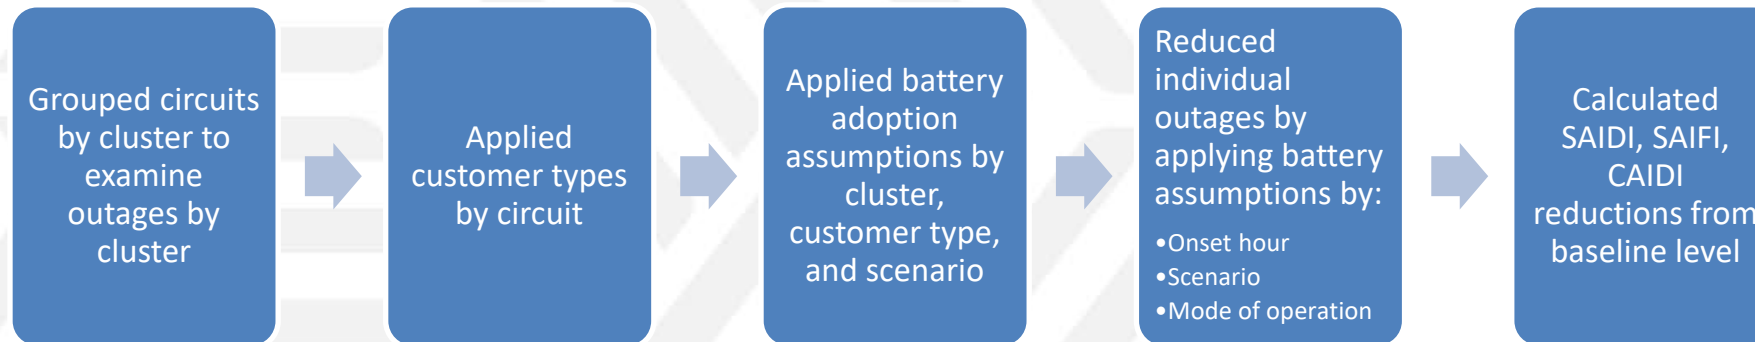 Grouped circuits
by cluster to
examine
outages by
cluster
Applied
customer types
by circuit
Applied battery
adoption
assumptions by
cluster,
customer type,
and scenario
Reduced
individual
outages by
applying battery
assumptions by:
•Onset hour
•Scenario
•Mode of operation
Calculated
SAIDI, SAIFI,
CAIDI
reductions from
baseline level